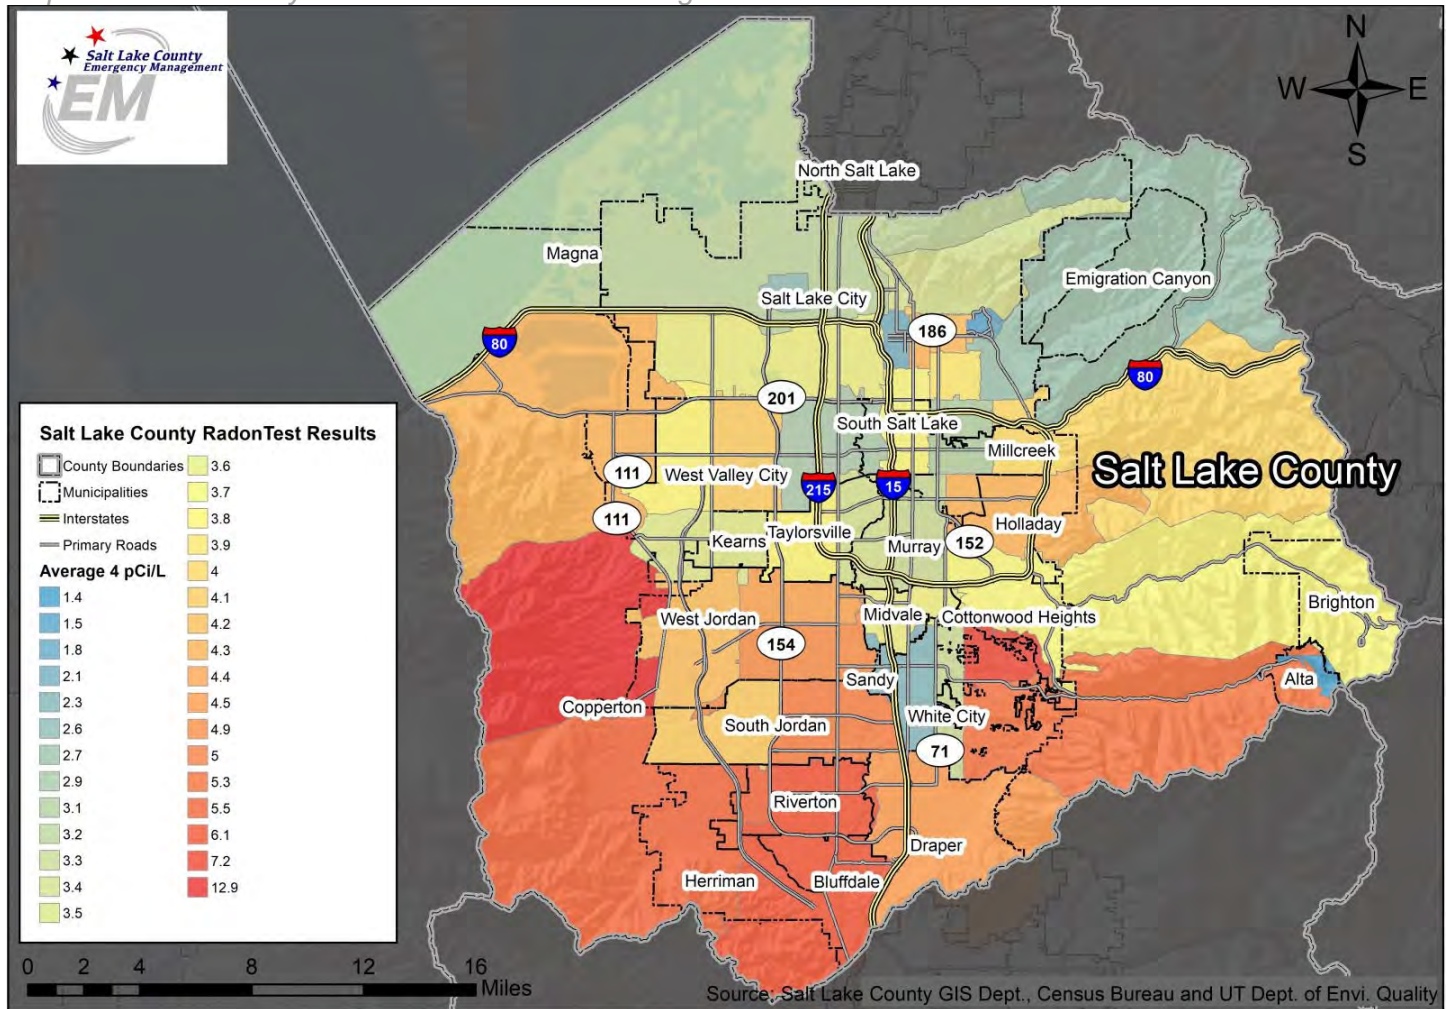 Salt Lake County
Emergency Management
EM
N
W E
S
North Salt Lake
Magna
Emigration Canyon
Salt Lake City
186
80
80
201
South Salt Lake
Millcreek
Salt Lake County
111
West Valley City
215
15
111
Holladay
Taylorsville
Kearns
Murray
152
Brighton
West Jordan
Midvale
Cottonwood Heights
154
Sandy
Alta
Copperton
White City
South Jordan
71
Riverton
Draper
Herriman
Bluffdale
Salt Lake County RadonTest Results
County Boundaries
Municipalities
Interstates
Primary Roads
Average 4 pCi/L
1.4
1.5
1.8
2.1
2.3
2.6
2.7
2.9
3.1
3.2
3.3
3.4
3.5
3.6
3.7
3.8
3.9
4
4.1
4.2
4.3
4.4
4.5
4.9
5
5.3
5.5
6.1
7.2
12.9
0 2 4 8 12 16
Miles
Source: Salt Lake County GIS Dept., Census Bureau and UT Dept. of Envi. Quality